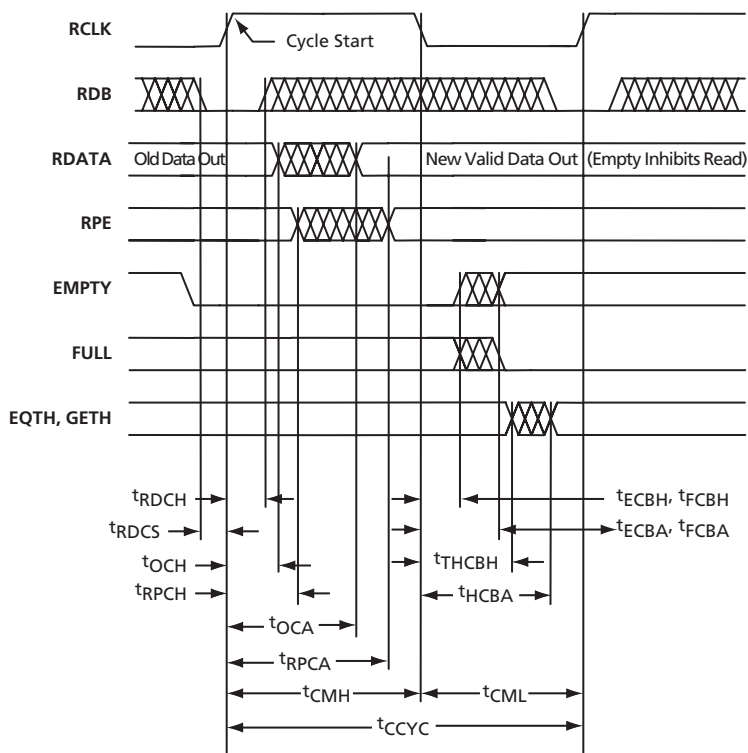 RCLK
Cycle Start
RDB
RDATA
Old Data Out
New Valid Data Out
(Empty Inhibits Read)
RPE
EMPTY
FULL
EQTH, GETH
tRDCH
tECBH, tFCBH
tRDCS
tECBA, tFCBA
tOCH
tTHCBH
tRPCH
tHCBA
tOCA
tRPCA
tCMH
tCML
tCCYC